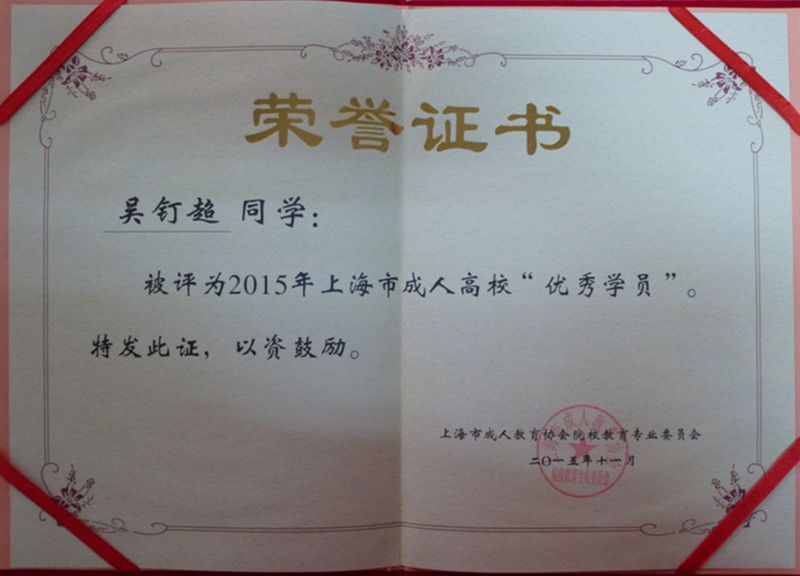 荣誉证书
吴钉超 同学：
被评为2015年上海市成人高校“优秀学员”。
特发此证，以资鼓励。
上海市成人教育协会院校教育专业委员会
二〇一五年十一月